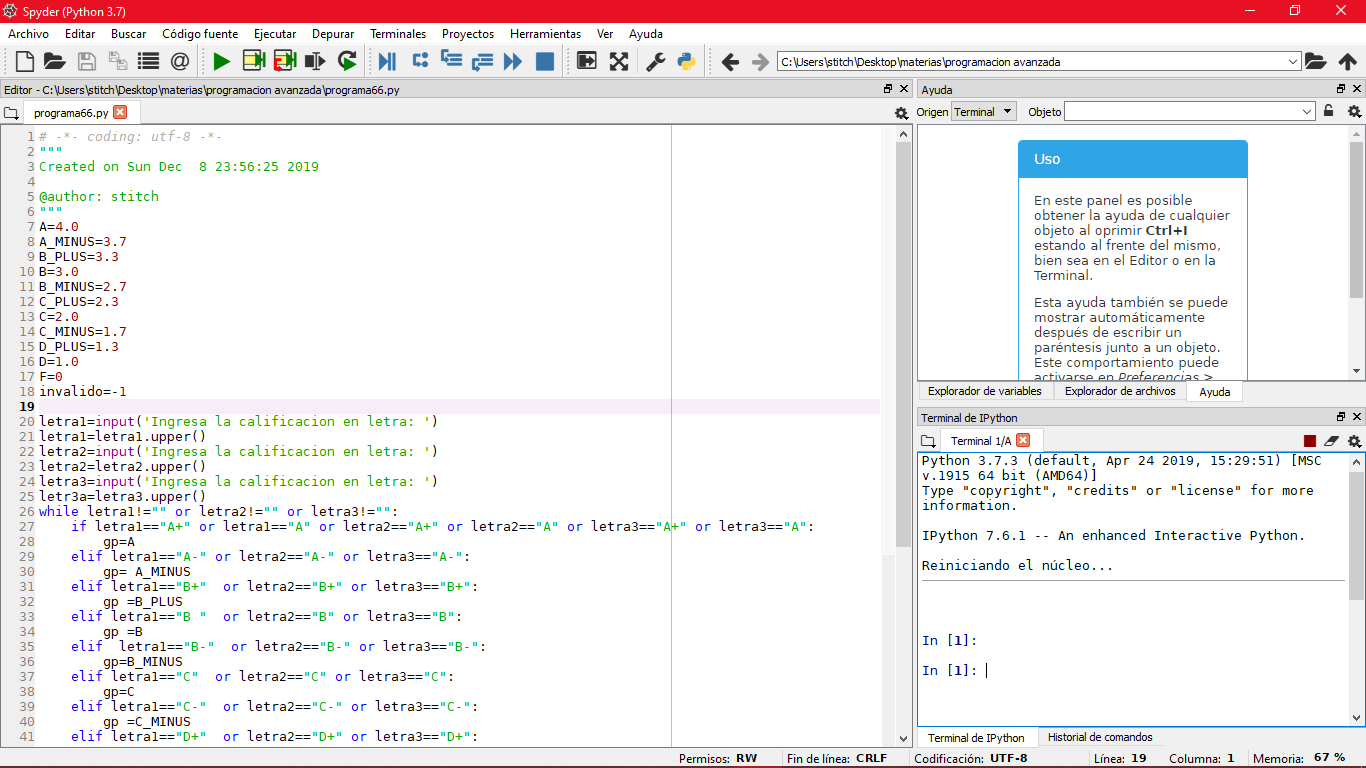 Spyder (Python 3.7)
Archivo Editar Buscar Código fuente Ejecutar Depurar Terminales Proyectos Herramientas Ver Ayuda
C:\Users\stitch\Desktop\materias\programacion avanzada
Editor - C:\Users\stitch\Desktop\materias\programacion avanzada\programa66.py
programa66.py
1 # -*- coding: utf-8 -*-
2 """
3 Created on Sun Dec  8 23:56:25 2019
4
5 @author: stitch
6 """
7 A=4.0
8 A_MINUS=3.7
9 B_PLUS=3.3
10 B=3.0
11 B_MINUS=2.7
12 C_PLUS=2.3
13 C=2.0
14 C_MINUS=1.7
15 D_PLUS=1.3
16 D=1.0
17 F=0
18 invalido=-1
19
20 letra1=input('Ingresa la calificacion en letra: ')
21 letra1=letra1.upper()
22 letra2=input('Ingresa la calificacion en letra: ')
23 letra2=letra2.upper()
24 letra3=input('Ingresa la calificacion en letra: ')
25 letr3a=letra3.upper()
26 while letra1!="" or letra2!="" or letra3!="":
27     if letra1=="A+" or letra1=="A" or letra2=="A+" or letra2=="A" or letra3=="A+" or letra3=="A":
28         gp=A
29     elif letra1=="A-" or letra2=="A-" or letra3=="A-":
30         gp= A_MINUS
31     elif letra1=="B+"  or letra2=="B+" or letra3=="B+":
32         gp =B_PLUS
33     elif letra1=="B "  or letra2=="B" or letra3=="B":
34         gp =B
35     elif  letra1=="B-"  or letra2=="B-" or letra3=="B-":
36         gp=B_MINUS
37     elif letra1=="C"  or letra2=="C" or letra3=="C":
38         gp=C
39     elif letra1=="C-"  or letra2=="C-" or letra3=="C-":
40         gp =C_MINUS
41     elif letra1=="D+"  or letra2=="D+" or letra3=="D+":
Ayuda
Origen Terminal Objeto
Uso
En este panel es posible
obtener la ayuda de cualquier
objeto al oprimir Ctrl+I
estando al frente del mismo,
bien sea en el Editor o en la
Terminal.
Esta ayuda también se puede
mostrar automáticamente
después de escribir un
paréntesis junto a un objeto.
Este comportamiento puede
activarse en Preferencias >
Explorador de variables Explorador de archivos Ayuda
Terminal de IPython
Terminal 1/A
Python 3.7.3 (default, Apr 24 2019, 15:29:51) [MSC
v.1915 64 bit (AMD64)]
Type "copyright", "credits" or "license" for more
information.
IPython 7.6.1 -- An enhanced Interactive Python.
Reiniciando el núcleo...
In [1]:
In [1]:
Terminal de IPython Historial de comandos
Permisos: RW Fin de línea: CRLF Codificación: UTF-8 Línea: 19 Columna: 1 Memoria: 67 %